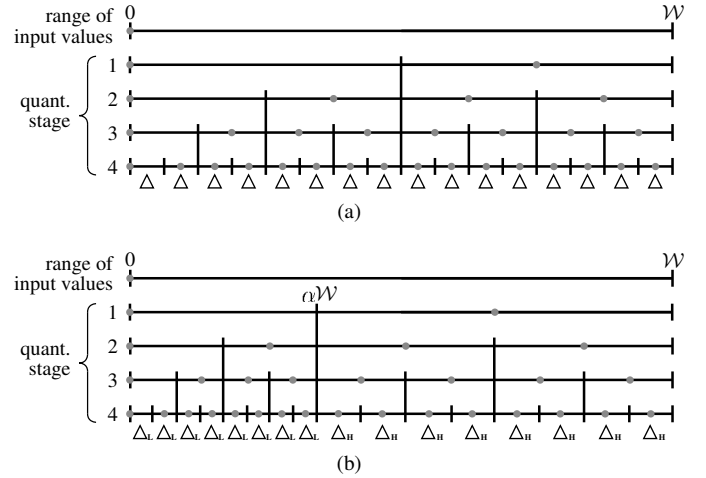 range of input values 0 𝒲
quant. stage
1
2
3
4
Δ Δ Δ Δ Δ Δ Δ Δ Δ Δ Δ Δ Δ Δ Δ Δ
(a)
range of input values 0 𝒲
α𝒲
quant. stage
1
2
3
4
ΔL ΔL ΔL ΔL ΔL ΔL ΔL ΔL ΔH ΔH ΔH ΔH ΔH ΔH ΔH ΔH
(b)